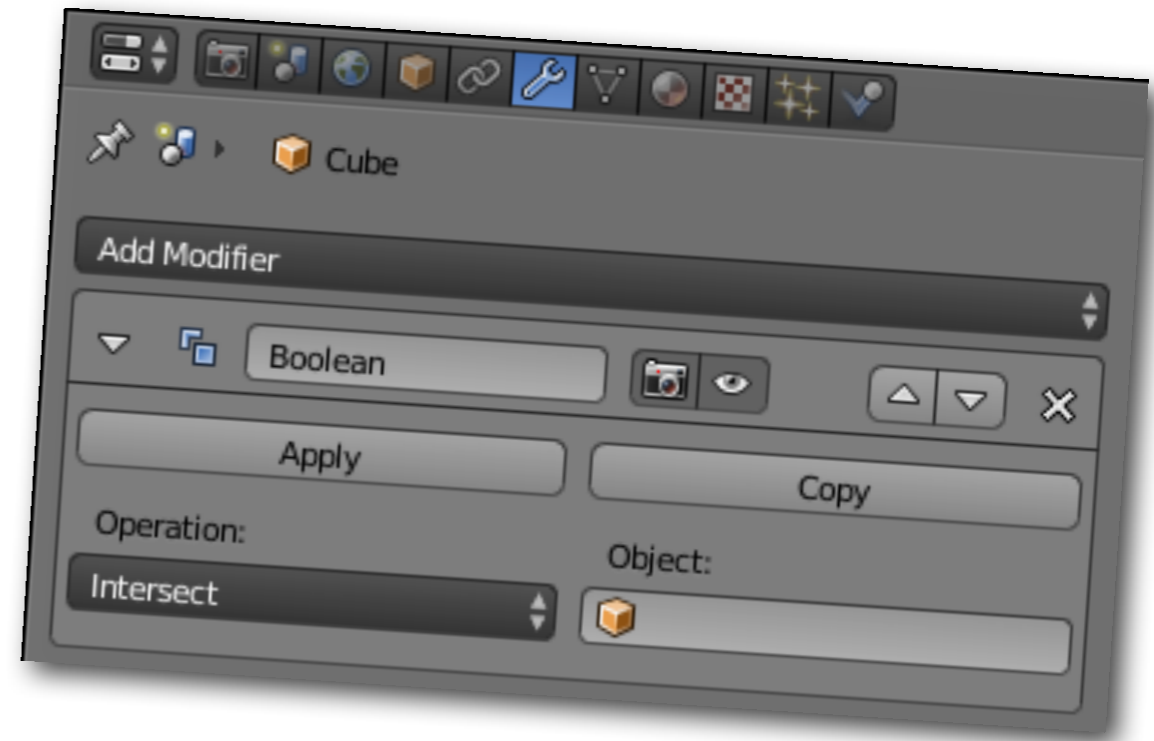 Cube
Add Modifier
Boolean
Apply
Copy
Operation:
Object:
Intersect